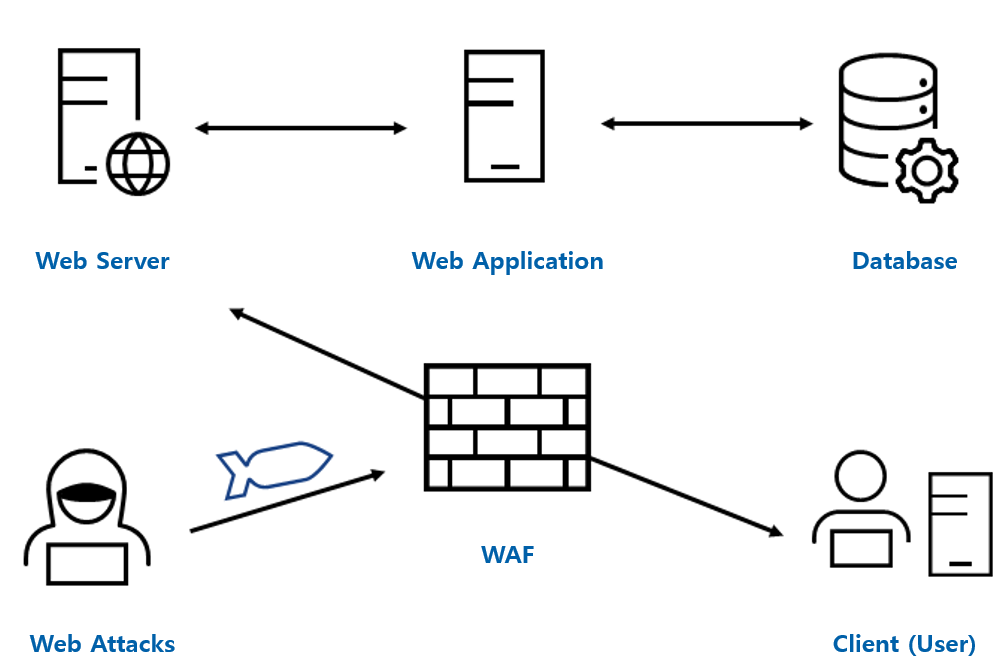 Web Server
Web Application
Database
WAF
Web Attacks
Client (User)